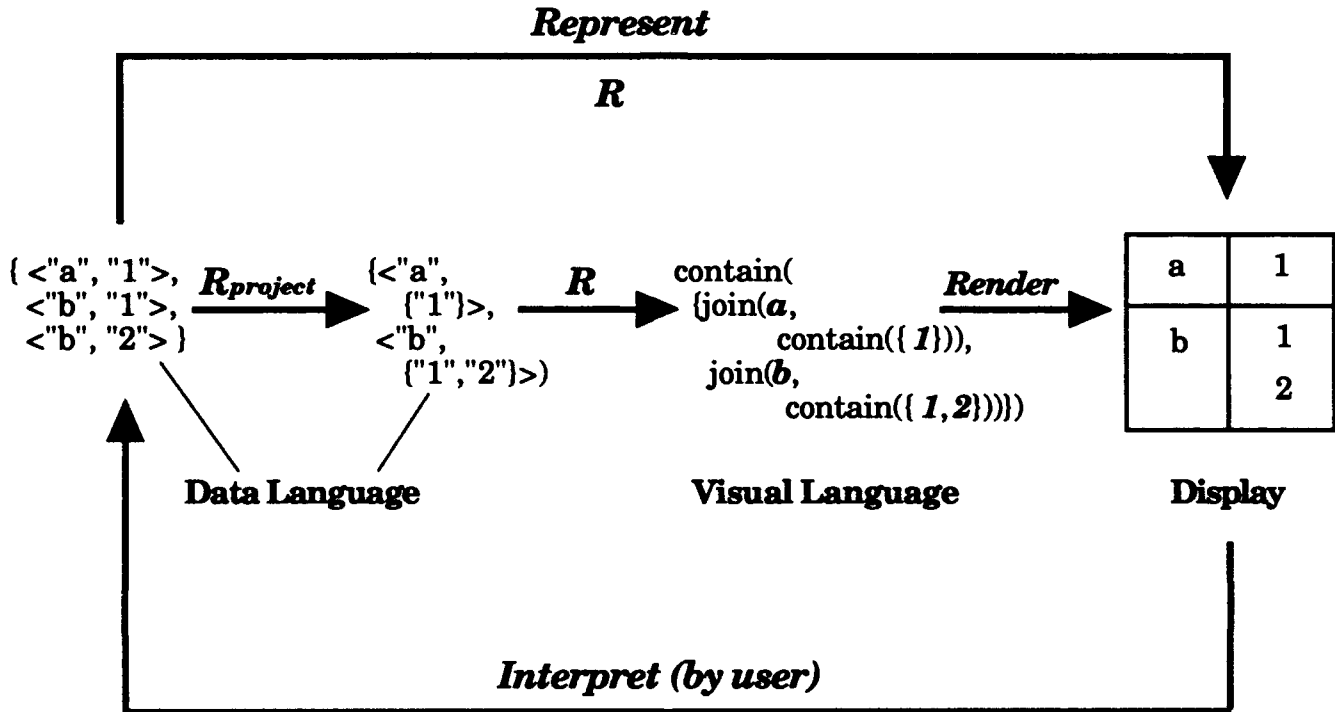 Represent
R
{ <"a", "1">,
<"b", "1">,
<"b", "2"> }
Rproject
{<"a",
{"1"}>,
<"b",
{"1","2"}>)
R
contain(
{join(a,
contain({ 1})),
join(b,
contain({ 1,2}))})
Render
a 1
b 1
2
Data Language
Visual Language
Display
Interpret (by user)